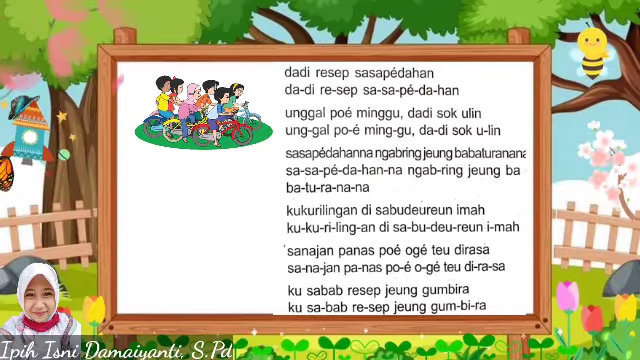 dadi resep sasapédahan
da-di re-sep sa-sa-pé-da-han
unggal poé minggu, dadi sok ulin
ung-gal po-é ming-gu, da-di sok u-lin
sasapédahanna ngabring jeung babaturanana
sa-sa-pé-da-han-na ngab-ring jeung ba
ba-tu-ra-na-na
kukurilingan di sabudeureun imah
ku-ku-ri-ling-an di sa-bu-deu-reun i-mah
sanajan panas poé ogé teu dirasa
sa-na-jan pa-nas po-é o-gé teu di-ra-sa
ku sabab resep jeung gumbira
ku sa-bab re-sep jeung gum-bi-ra
Ipih Isni Damaiyanti, S.Pd